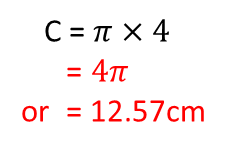 C = π × 4
= 4π
or = 12.57cm